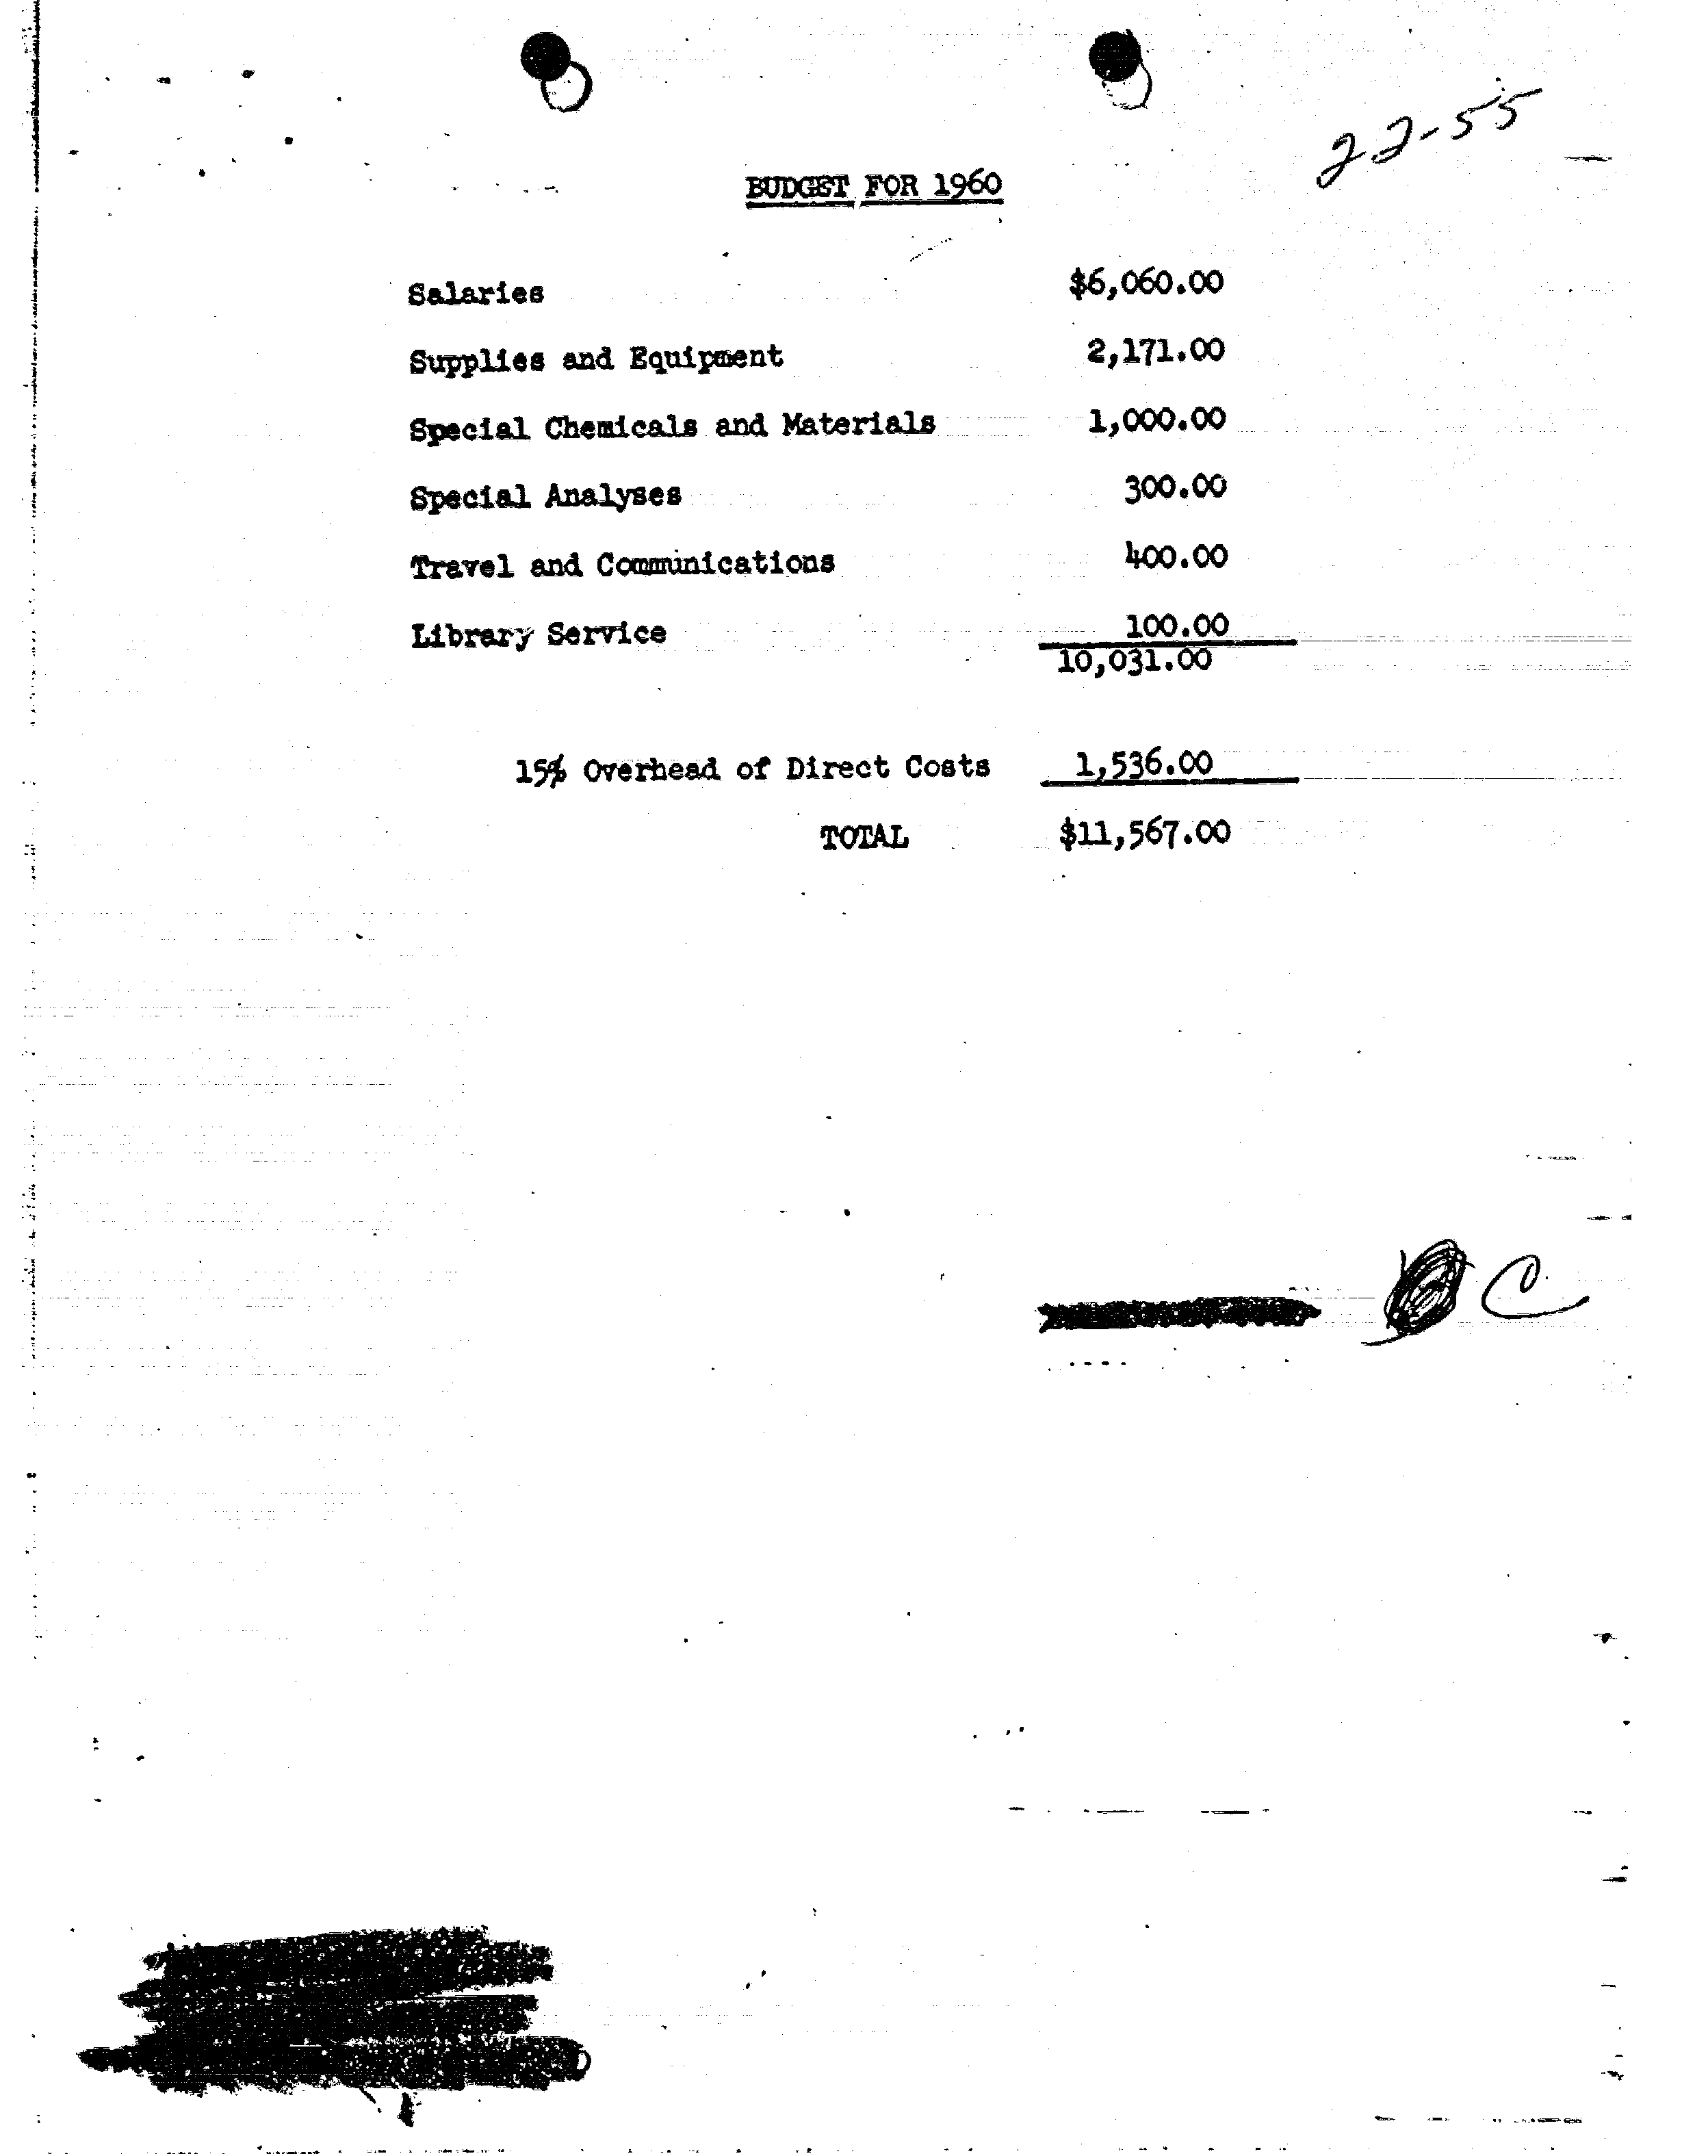 22-55
BUDGET FOR 1960
Salaries $6,060.00
Supplies and Equipment 2,171.00
Special Chemicals and Materials 1,000.00
Special Analyses 300.00
Travel and Communications 400.00
Library Service 100.00
10,031.00
15% Overhead of Direct Costs 1,536.00
TOTAL $11,567.00
C